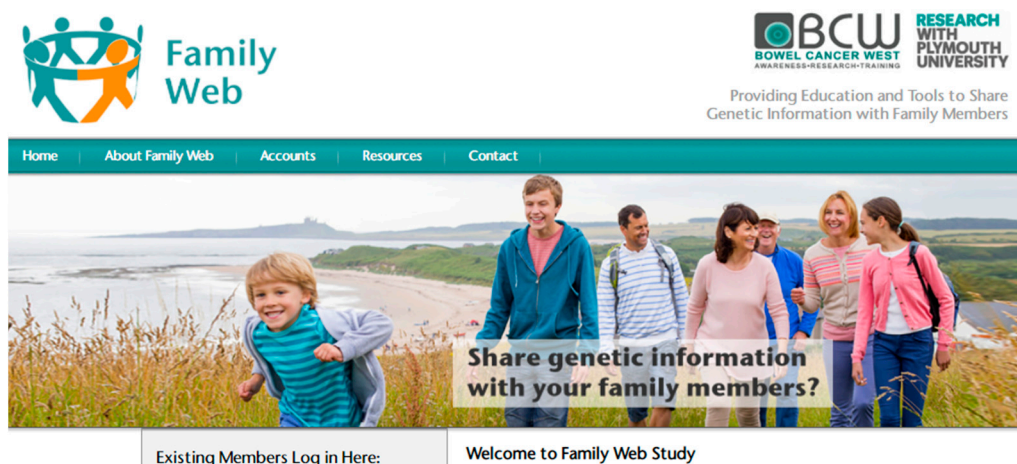 Family
Web
BCW
BOWEL CANCER WEST
AWARENESS•RESEARCH•TRAINING
RESEARCH
WITH
PLYMOUTH
UNIVERSITY
Providing Education and Tools to Share
Genetic Information with Family Members
Home About Family Web Accounts Resources Contact
Share genetic information
with your family members?
Existing Members Log in Here:
Welcome to Family Web Study